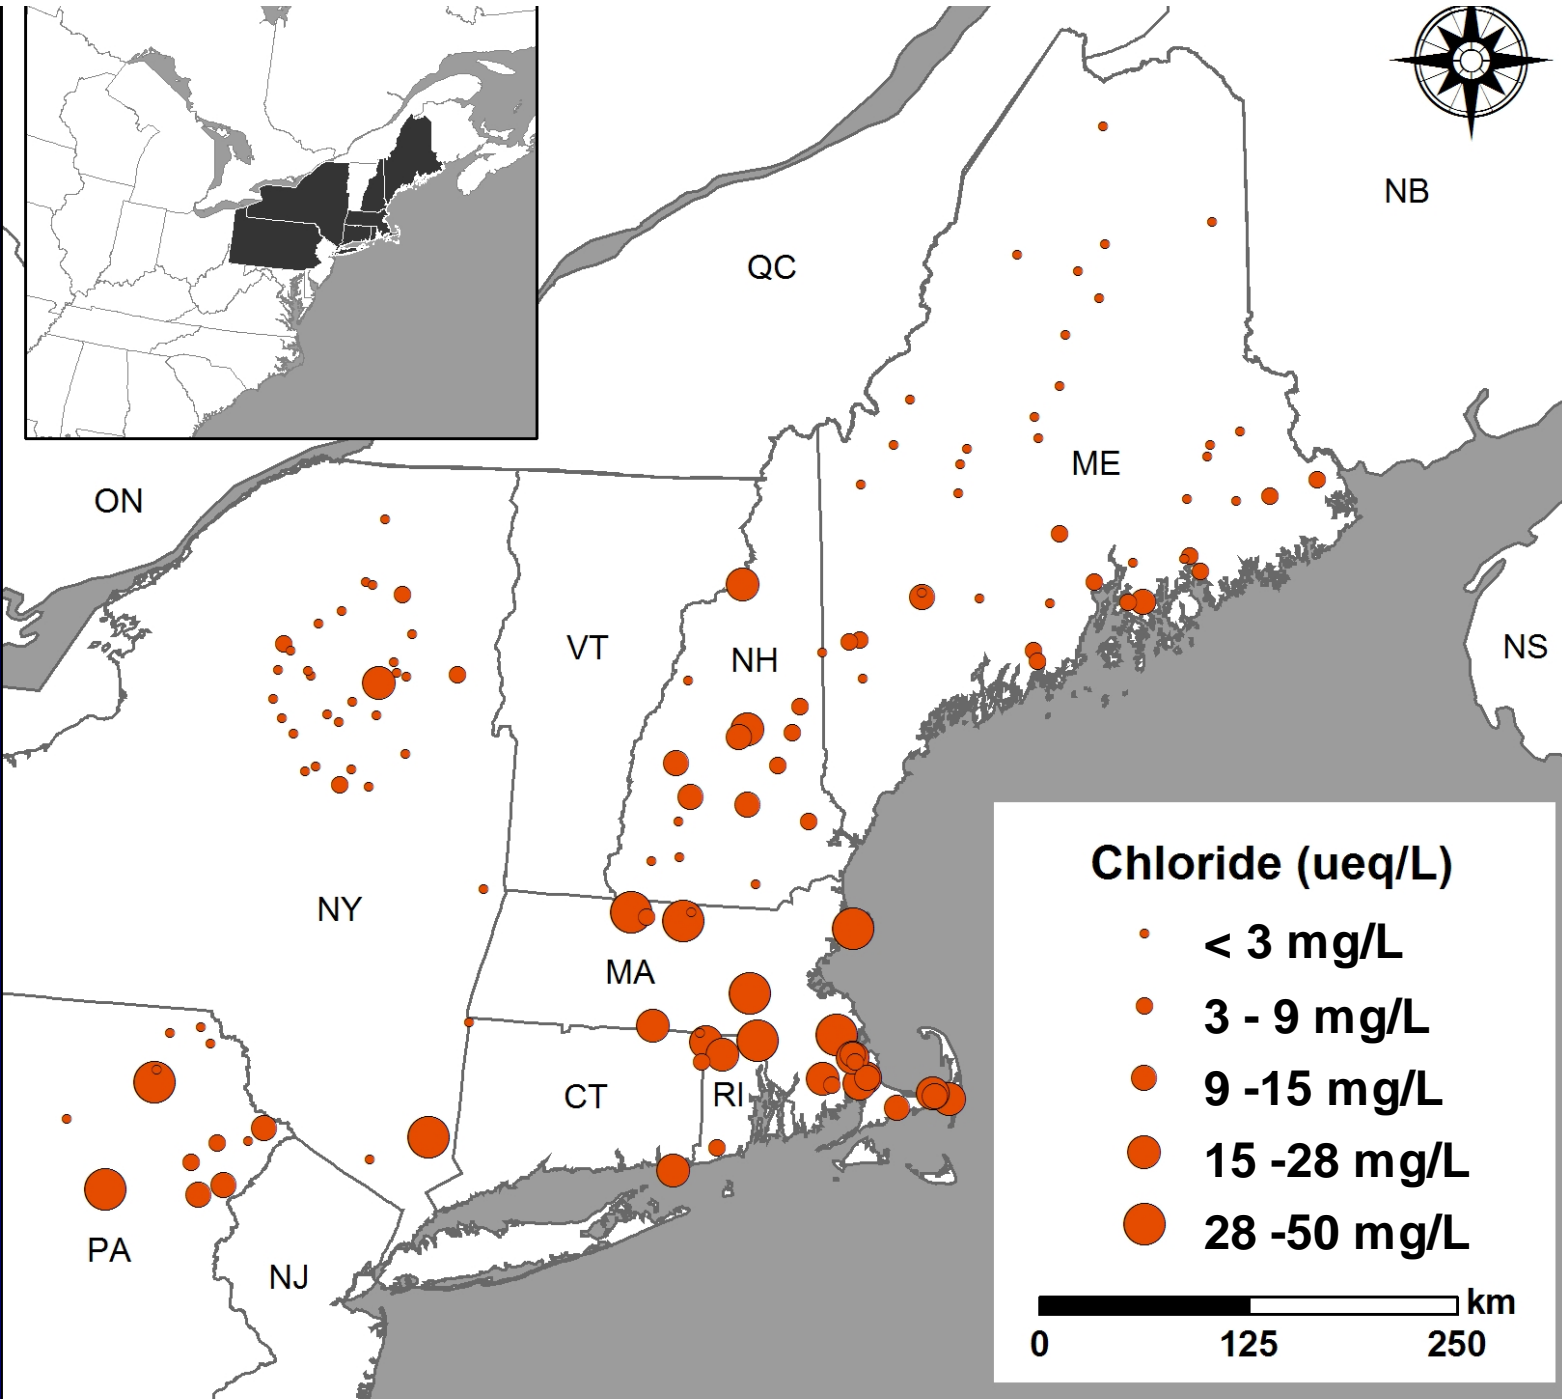 QC
NB
ON
ME
NS
VT
NH
NY
MA
CT
RI
PA
NJ
Chloride (ueq/L)
< 3 mg/L
3 - 9 mg/L
9 -15 mg/L
15 -28 mg/L
28 -50 mg/L
km
0 125 250